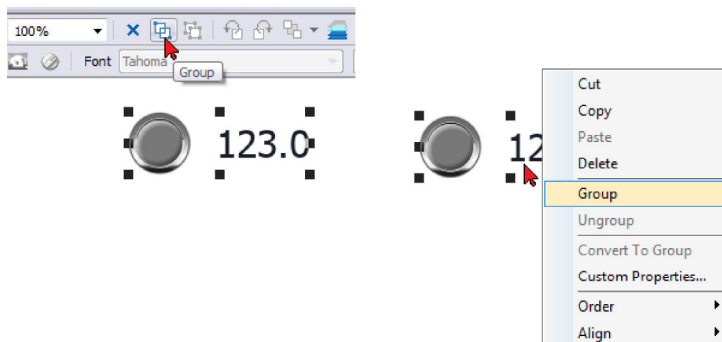 100%
Font Tahoma
Group
123.0
12
Cut
Copy
Paste
Delete
Group
Ungroup
Convert To Group
Custom Properties...
Order
Align